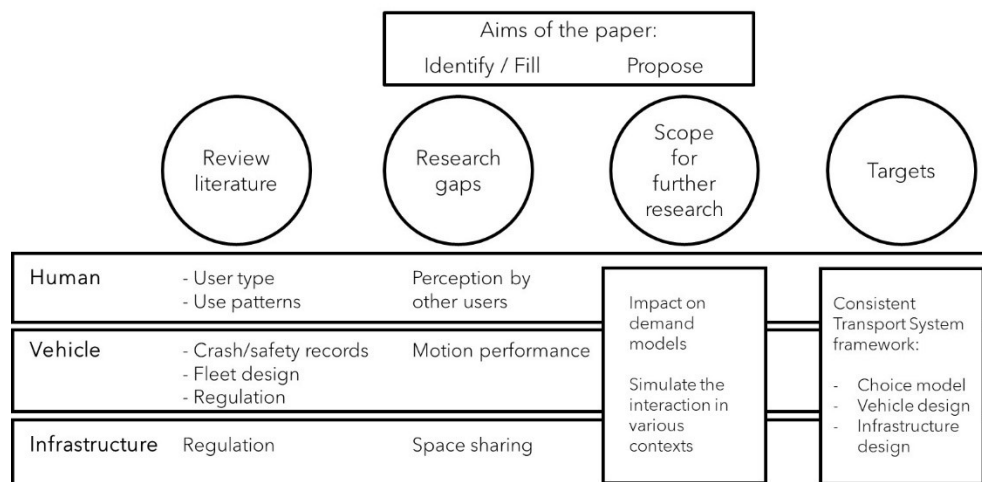 Aims of the paper:
Identify / Fill
Propose
Review
literature
Research
gaps
Scope
for
further
research
Targets
Human
- User type
- Use patterns
Perception by
other users
Vehicle
- Crash/safety records
- Fleet design
- Regulation
Motion performance
Infrastructure
Regulation
Space sharing
Impact on
demand
models
Simulate the
interaction in
various
contexts
Consistent
Transport System
framework:
- Choice model
- Vehicle design
- Infrastructure
design